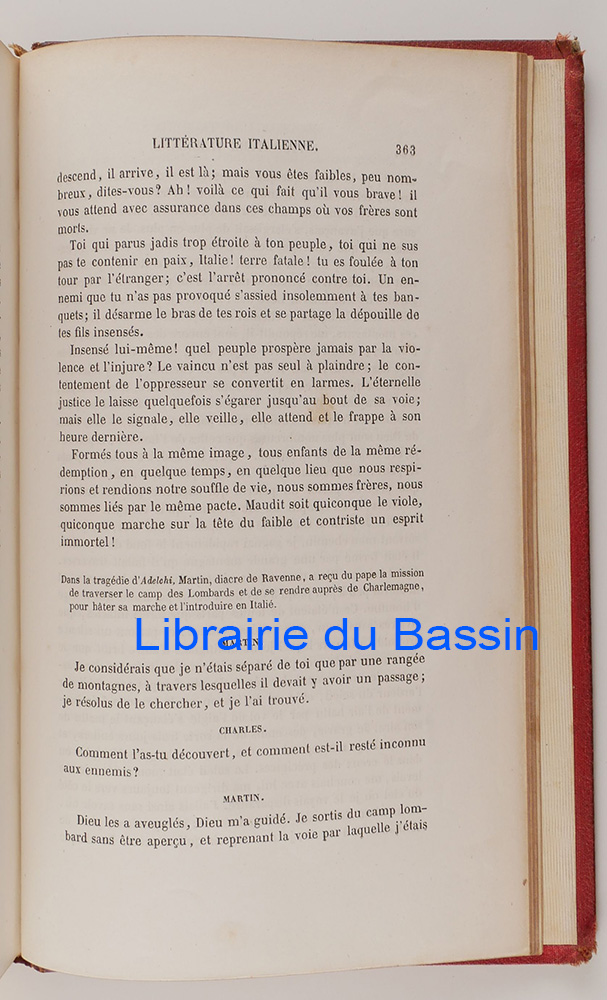 LITTÉRATURE ITALIENNE. 363
descend, il arrive, il est là; mais vous êtes faibles, peu nom-
breux, dites-vous? Ah! voilà ce qui fait qu'il vous brave! il
vous attend avec assurance dans ces champs où vos frères sont
morts.
Toi qui parus jadis trop étroite à ton peuple, toi qui ne sus
pas te contenir en paix, Italie! terre fatale! tu es foulée à ton
tour par l'étranger; c'est l'arrêt prononcé contre toi. Un en-
nemi que tu n'as pas provoqué s'assied insolemment à tes ban-
quets; il désarme le bras de tes rois et se partage la dépouille de
tes fils insensés.
Insensé lui-même! quel peuple prospère jamais par la vio-
lence et l'injure? Le vaincu n'est pas seul à plaindre; le con-
tentement de l'oppresseur se convertit en larmes. L'éternelle
justice le laisse quelquefois s'égarer jusqu'au bout de sa voie;
mais elle le signale, elle veille, elle attend et le frappe à son
heure dernière.
Formés tous à la même image, tous enfants de la même ré-
demption, en quelque temps, en quelque lieu que nous respi-
rions et rendions notre souffle de vie, nous sommes frères, nous
sommes liés par le même pacte. Maudit soit quiconque le viole,
quiconque marche sur la tête du faible et contriste un esprit
immortel!
Dans la tragédie d'Adelchi, Martin, diacre de Ravenne, a reçu du pape la mission
de traverser le camp des Lombards et de se rendre auprès de Charlemagne,
pour hâter sa marche et l'introduire en Italié.
Librairie du Bassin
MARTIN.
Je considérais que je n'étais séparé de toi que par une rangée
de montagnes, à travers lesquelles il devait y avoir un passage;
je résolus de le chercher, et je l'ai trouvé.
CHARLES.
Comment l'as-tu découvert, et comment est-il resté inconnu
aux ennemis?
MARTIN.
Dieu les a aveuglés, Dieu m'a guidé. Je sortis du camp lom-
bard sans être aperçu, et reprenant la voie par laquelle j'étais